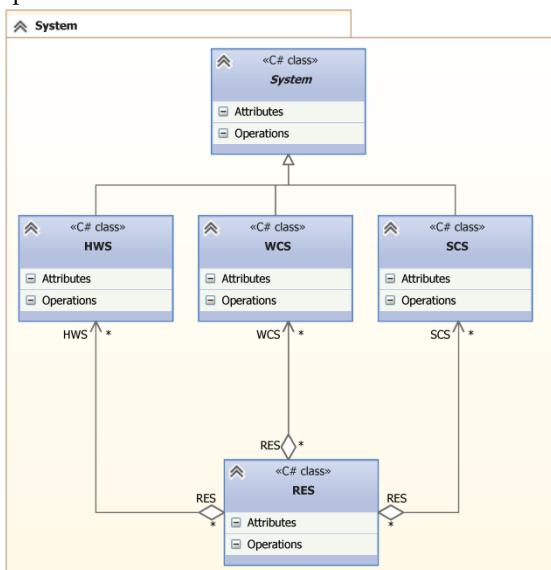 System
«C# class»
System
Attributes
Operations
«C# class»
HWS
Attributes
Operations
«C# class»
WCS
Attributes
Operations
«C# class»
SCS
Attributes
Operations
HWS *
WCS *
SCS *
RES *
RES
*
«C# class»
RES
Attributes
Operations
RES
*